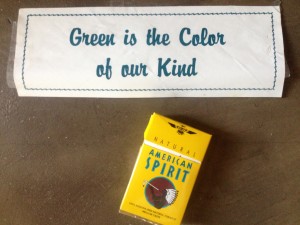 Green is the Color
of our Kind
NATURAL
AMERICAN
SPIRIT